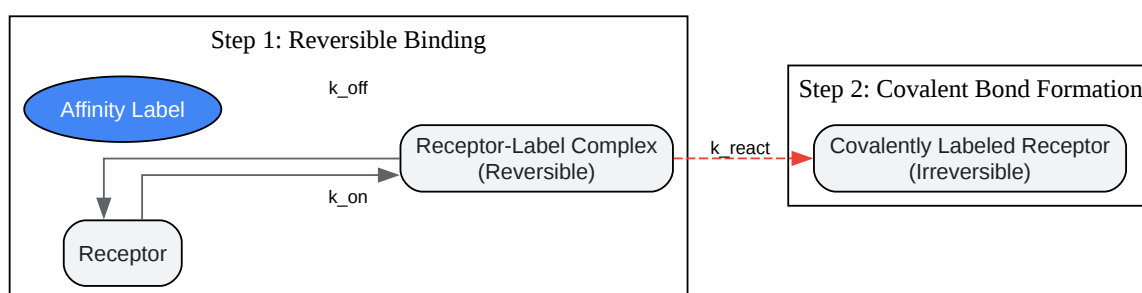 Step 1: Reversible Binding
k_off
Affinity Label
Receptor-Label Complex
(Reversible)
k_on
Receptor
k_react
Step 2: Covalent Bond Formation
Covalently Labeled Receptor
(Irreversible)